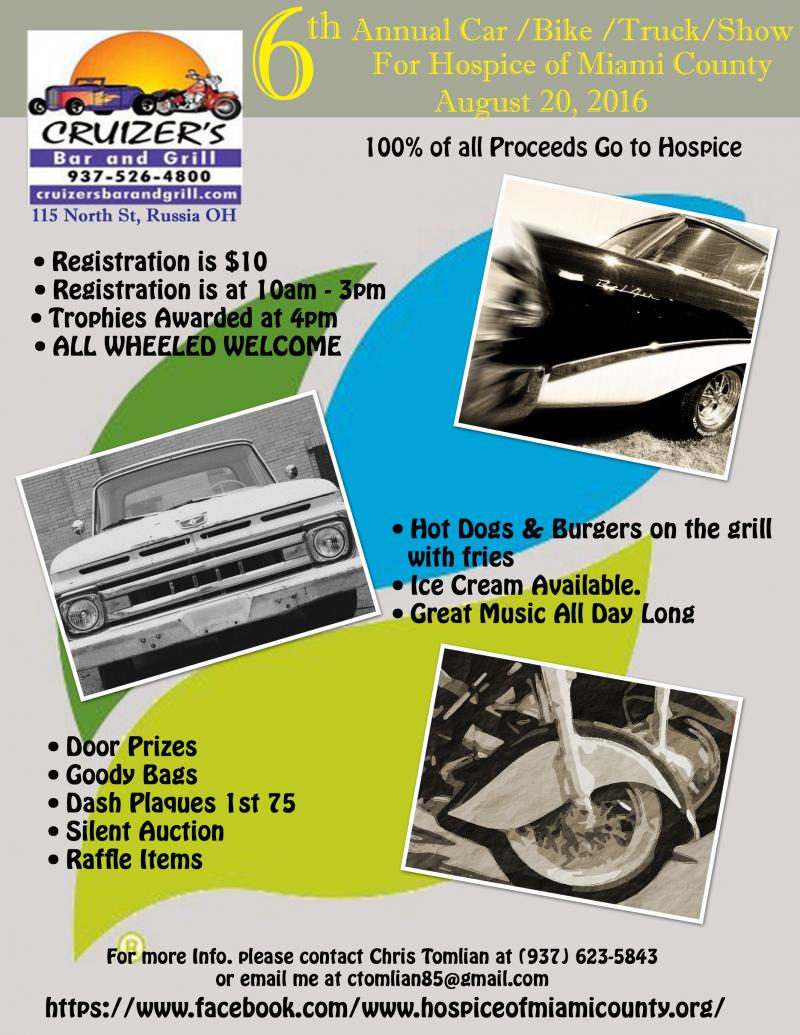 6th Annual Car /Bike /Truck/Show
For Hospice of Miami County
August 20, 2016
CRUIZER'S
Bar and Grill
937-526-4800
cruizersbarandgrill.com
115 North St, Russia OH
100% of all Proceeds Go to Hospice
• Registration is $10
• Registration is at 10am - 3pm
• Trophies Awarded at 4pm
• ALL WHEELED WELCOME
Bel Air
• Hot Dogs & Burgers on the grill
with fries
• Ice Cream Available.
• Great Music All Day Long
• Door Prizes
• Goody Bags
• Dash Plaques 1st 75
• Silent Auction
• Raffle Items
®
For more Info. please contact Chris Tomlian at (937) 623-5843
or email me at ctomlian85@gmail.com
https://www.facebook.com/www.hospiceofmiamicounty.org/